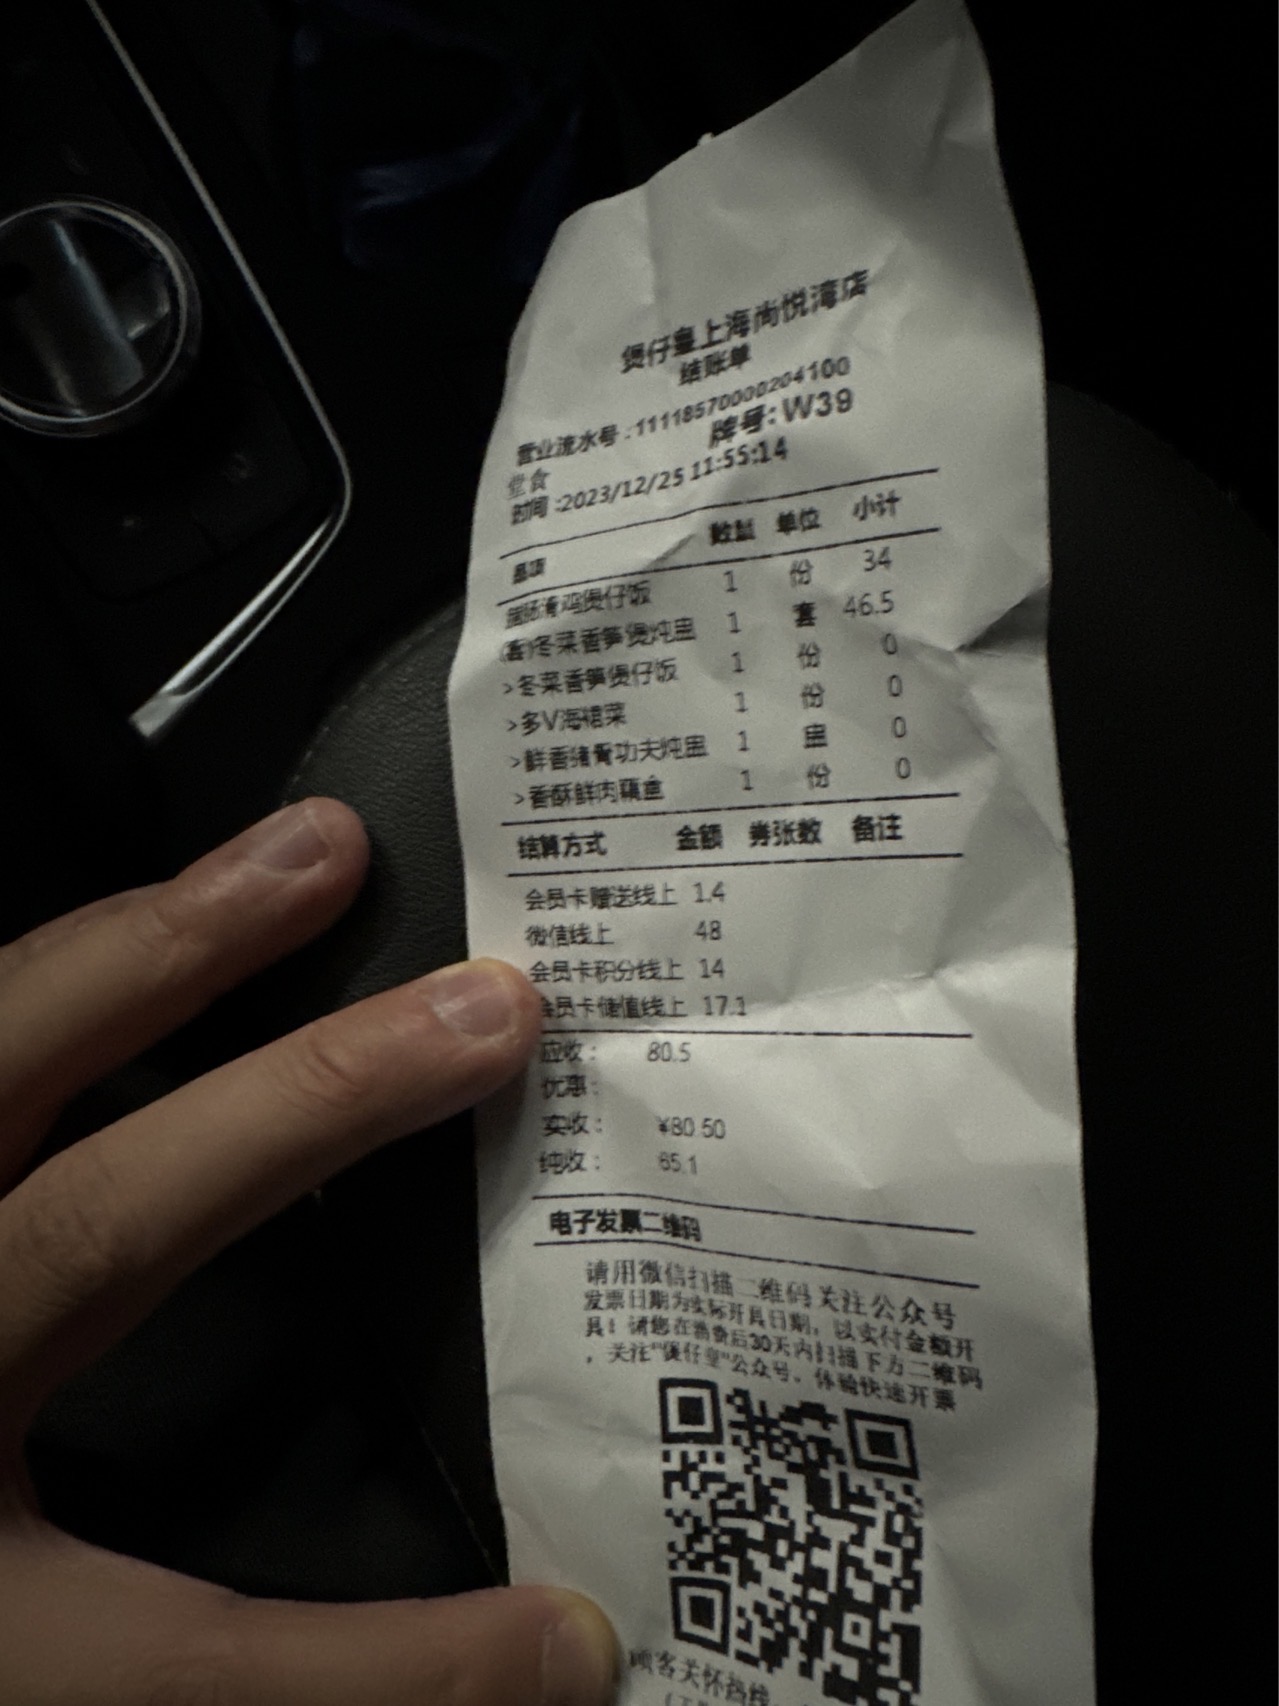 煲仔皇上海尚悦湾店
结账单
营业流水号:11118570000204100
牌号:W39
堂食
时间:2023/12/25 11:55:14
品项 数量 单位 小计
腊肠滑鸡煲仔饭 1 份 34
(套)冬菜香笋煲炖盅 1 套 46.5
>冬菜香笋煲仔饭 1 份 0
>多V海裙菜 1 份 0
>鲜香猪骨功夫炖盅 1 盅 0
>香酥鲜肉藕盒 1 份 0
结算方式 金额 券张数 备注
会员卡赠送线上 1.4
微信线上 48
会员卡积分线上 14
会员卡储值线上 17.1
应收: 80.5
优惠:
实收: ¥80.50
纯收: 65.1
电子发票二维码
请用微信扫描二维码关注公众号
发票日期为实际开具日期,以实付金额开
具!请您在消费后30天内扫描下方二维码
,关注"煲仔皇"公众号,体验快速开票
顾客关怀热线